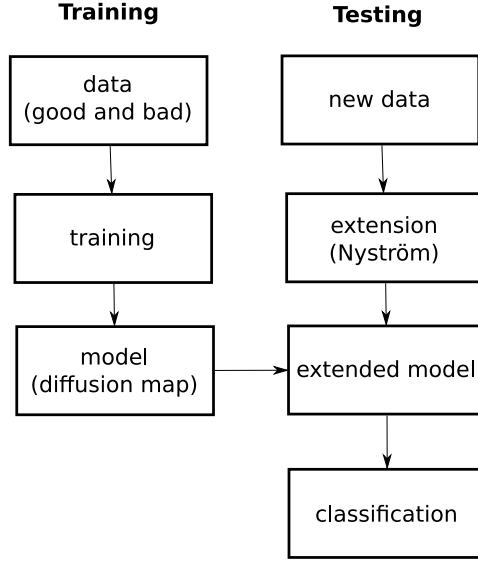 Training
data
(good and bad)
training
model
(diffusion map)
Testing
new data
extension
(Nyström)
extended model
classification